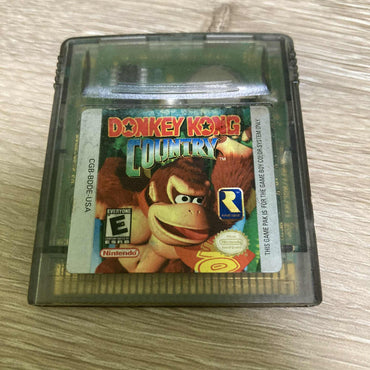 DONKEY KONG
COUNTRY
TM
CGB-BDDE-USA
THIS GAME PAK IS FOR THE GAME BOY COLOR SYSTEM ONLY
EVERYONE
E
ESRB
Nintendo
R